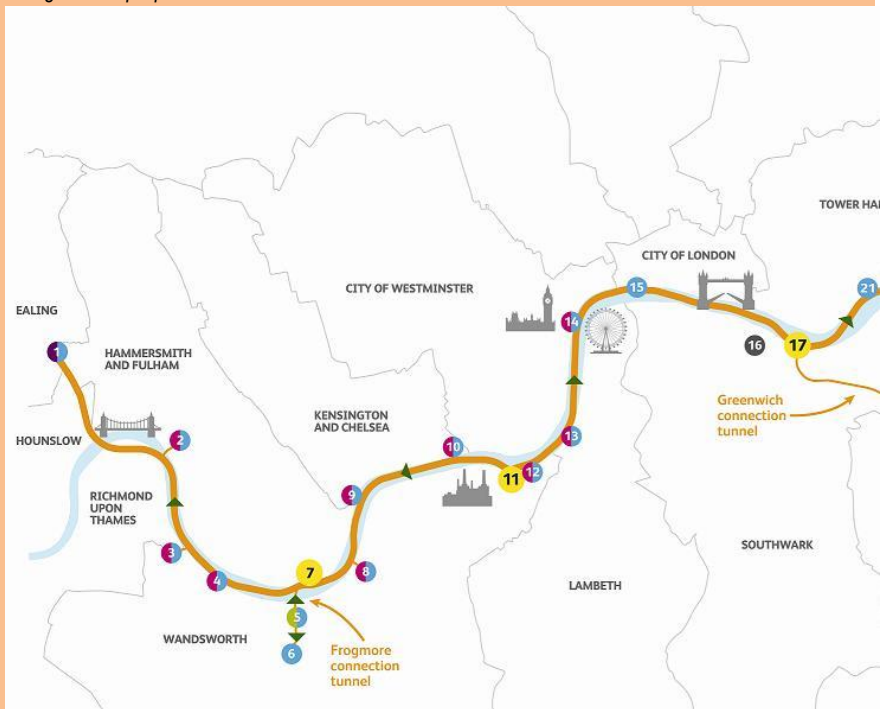 TOWER HA
CITY OF LONDON
CITY OF WESTMINSTER
15
21
EALING
14
16
17
1
HAMMERSMITH
AND FULHAM
Greenwich
connection
tunnel
KENSINGTON
AND CHELSEA
HOUNSLOW
2
13
10
12
11
9
RICHMOND
UPON
THAMES
3
SOUTHWARK
4
7
8
LAMBETH
5
WANDSWORTH
6
Frogmore
connection
tunnel